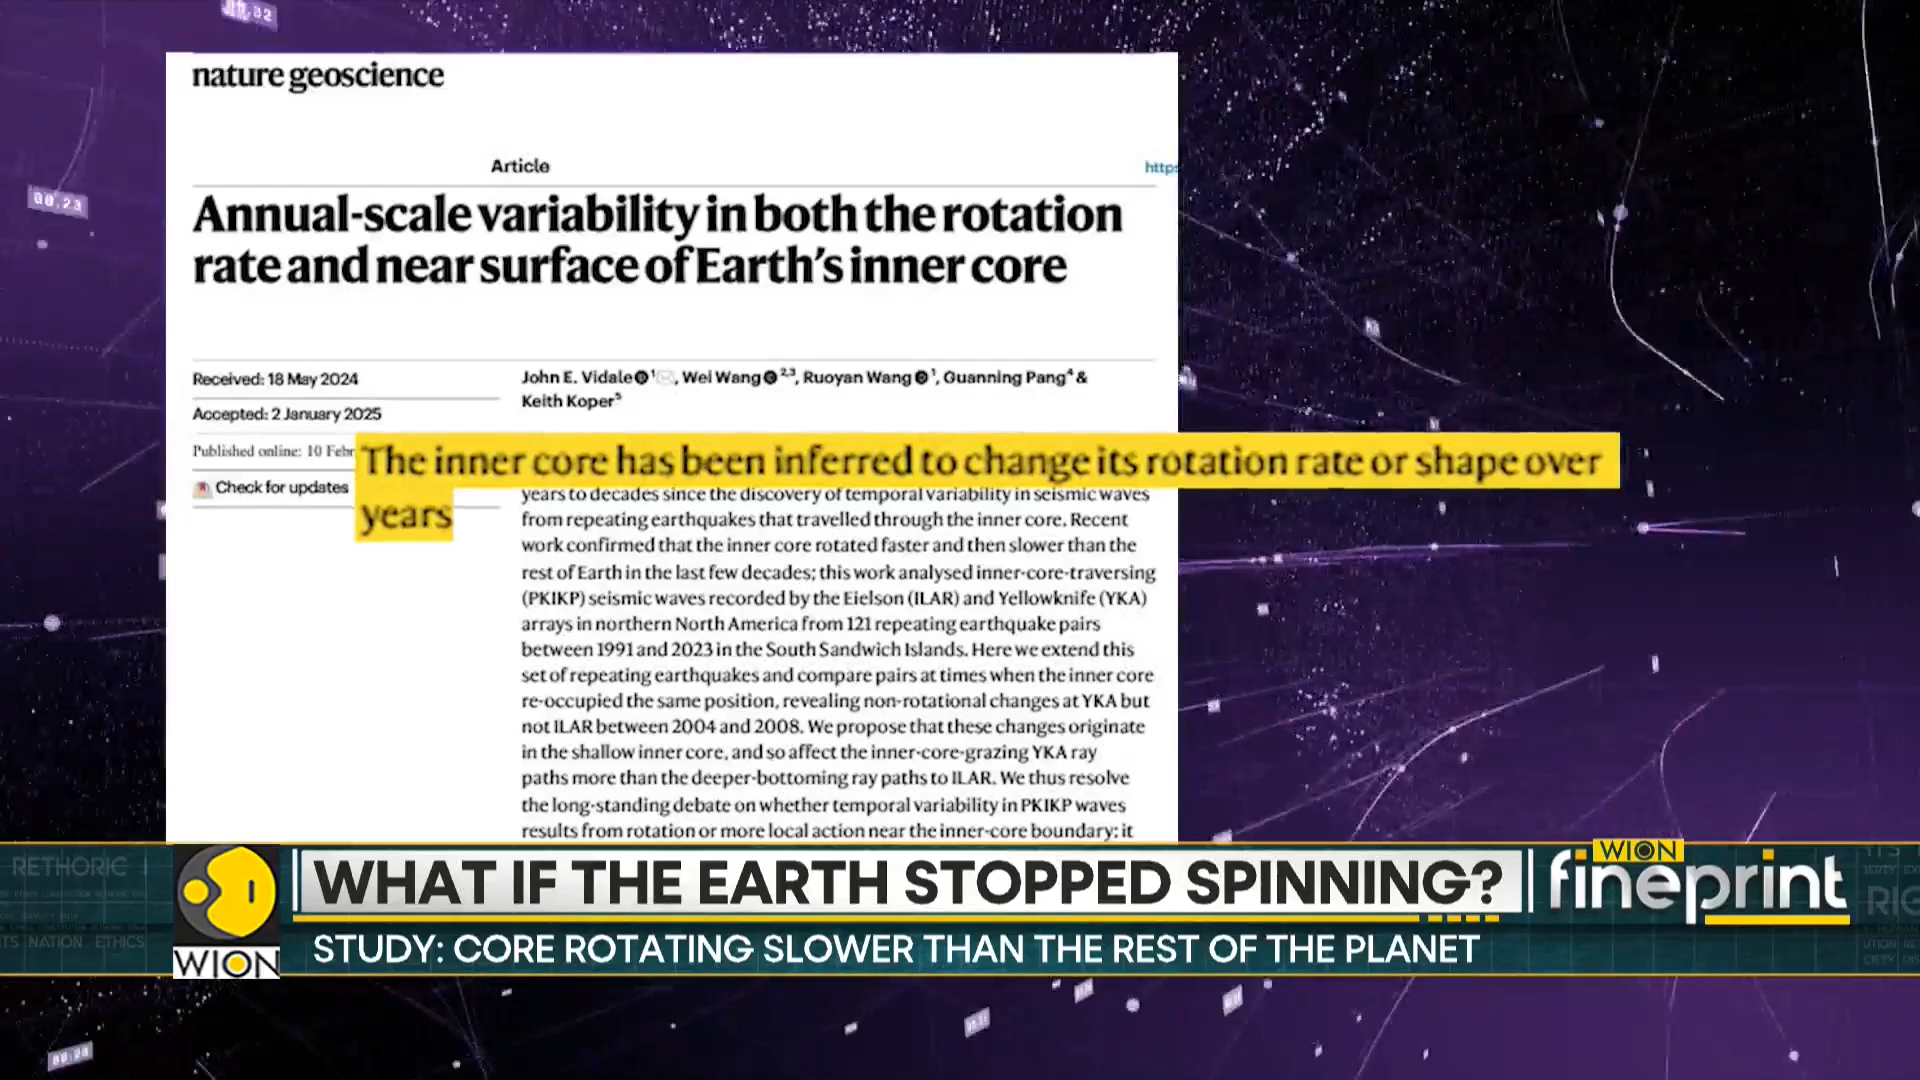 nature geoscience
Article
https
Annual-scale variability in both the rotation
rate and near surface of Earth's inner core
Received: 18 May 2024
Accepted: 2 January 2025
Published online: 10 Febr
Check for updates
John E. Vidale 1, Wei Wang 2,3, Ruoyan Wang 1, Guanning Pang4 &
Keith Koper5
The inner core has been inferred to change its rotation rate or shape over
years
years to decades since the discovery of temporal variability in seismic waves
from repeating earthquakes that travelled through the inner core. Recent
work confirmed that the inner core rotated faster and then slower than the
rest of Earth in the last few decades; this work analysed inner-core-traversing
(PKIKP) seismic waves recorded by the Eielson (ILAR) and Yellowknife (YKA)
arrays in northern North America from 121 repeating earthquake pairs
between 1991 and 2023 in the South Sandwich Islands. Here we extend this
set of repeating earthquakes and compare pairs at times when the inner core
re-occupied the same position, revealing non-rotational changes at YKA but
not ILAR between 2004 and 2008. We propose that these changes originate
in the shallow inner core, and so affect the inner-core-grazing YKA ray
paths more than the deeper-bottoming ray paths to ILAR. We thus resolve
the long-standing debate on whether temporal variability in PKIKP waves
results from rotation or more local action near the inner-core boundary: it
RETHORIC
NATION ETHICS
WION
WHAT IF THE EARTH STOPPED SPINNING?
STUDY: CORE ROTATING SLOWER THAN THE REST OF THE PLANET
WION
fineprint
00.23